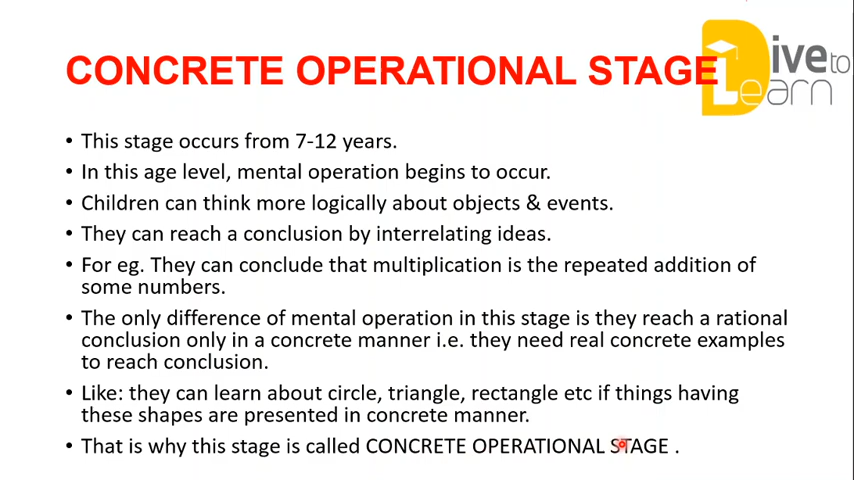 CONCRETE OPERATIONAL STAGE
Dive to
Learn
• This stage occurs from 7-12 years.
• In this age level, mental operation begins to occur.
• Children can think more logically about objects & events.
• They can reach a conclusion by interrelating ideas.
• For eg. They can conclude that multiplication is the repeated addition of
some numbers.
• The only difference of mental operation in this stage is they reach a rational
conclusion only in a concrete manner i.e. they need real concrete examples
to reach conclusion.
• Like: they can learn about circle, triangle, rectangle etc if things having
these shapes are presented in concrete manner.
• That is why this stage is called CONCRETE OPERATIONAL STAGE .